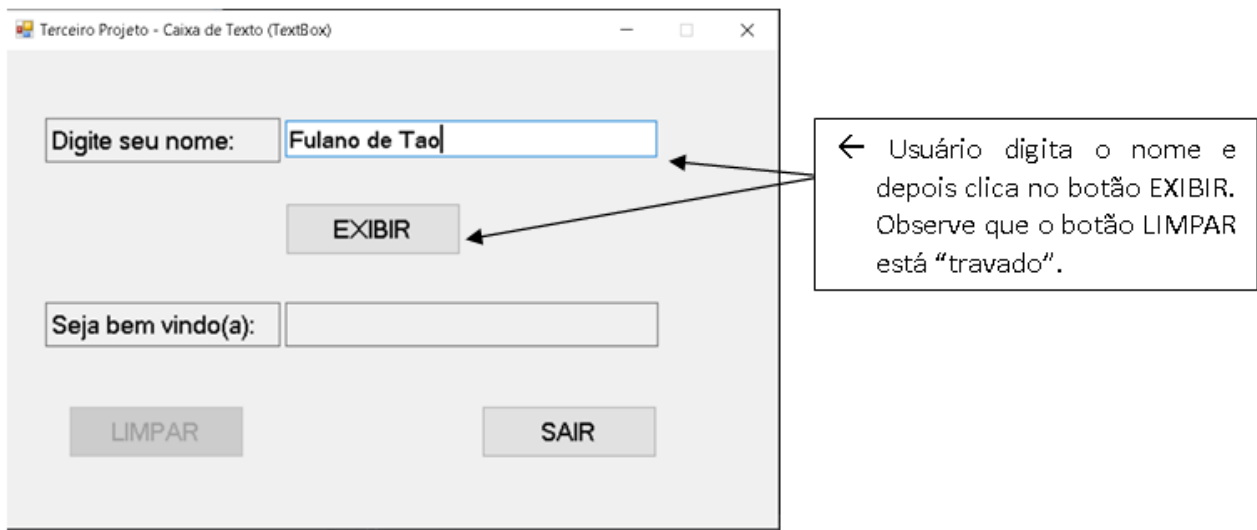 Terceiro Projeto - Caixa de Texto (TextBox)
Digite seu nome:
Fulano de Tao
EXIBIR
Seja bem vindo(a):
LIMPAR
SAIR
← Usuário digita o nome e
depois clica no botão EXIBIR.
Observe que o botão LIMPAR
está “travado”.